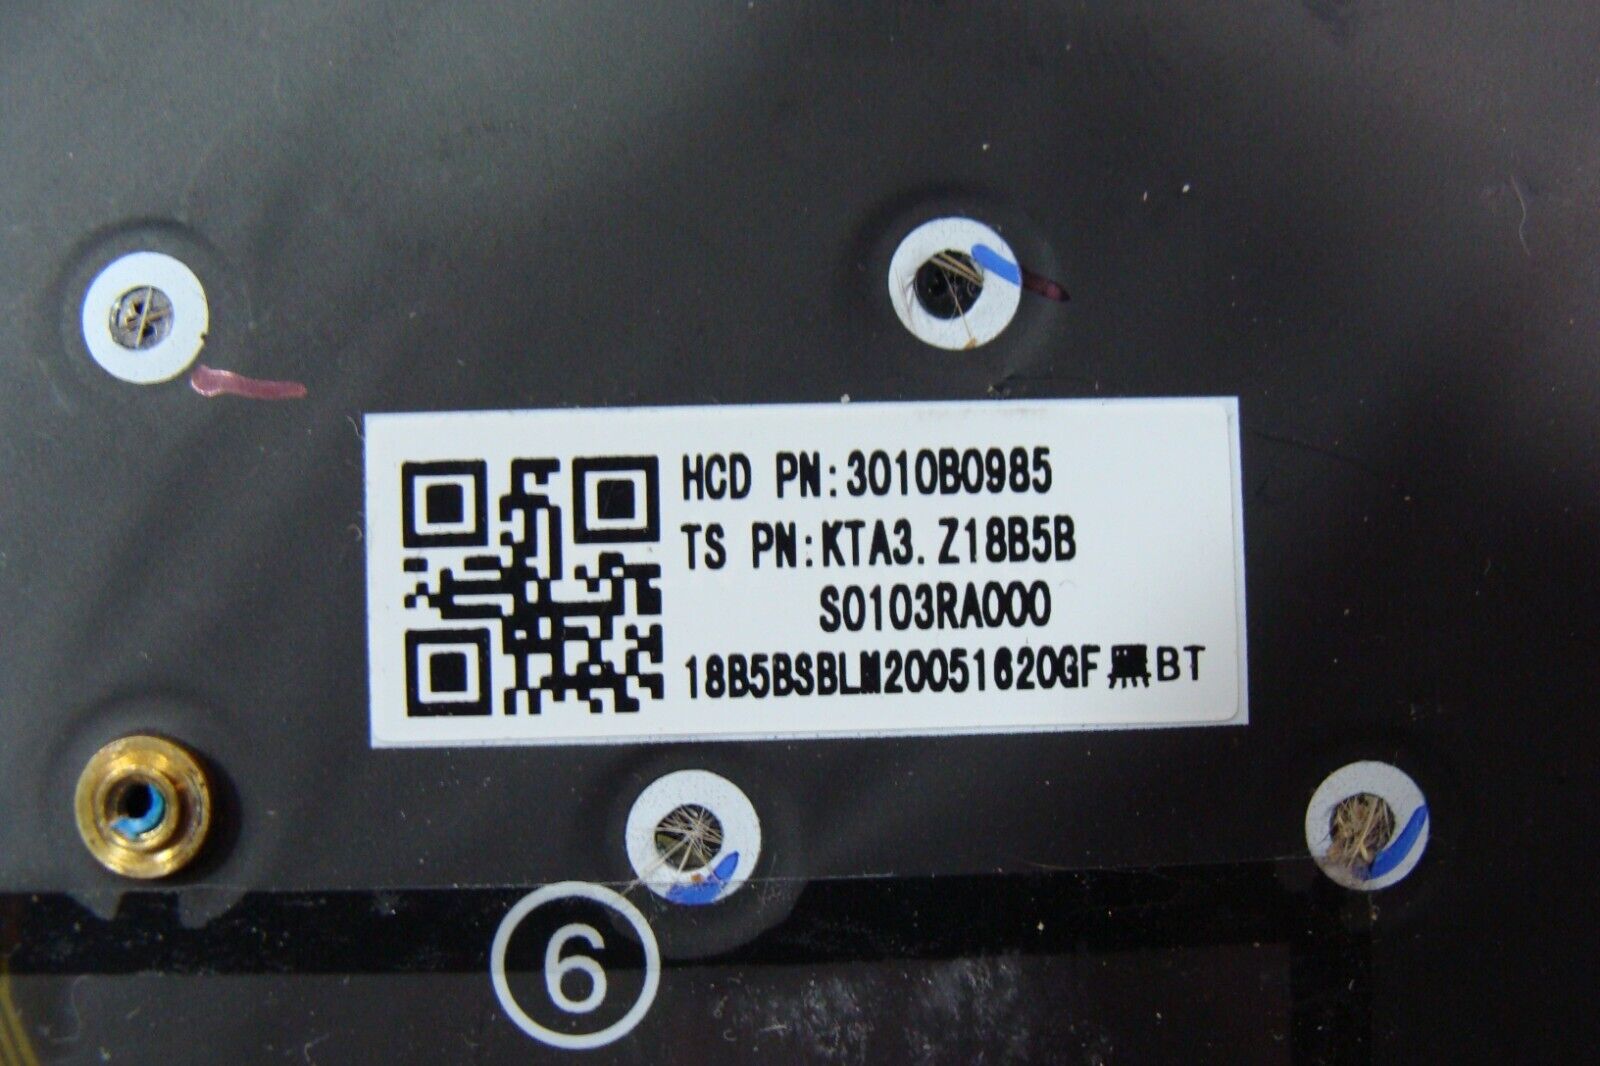 HCD PN:3010B0985
TS PN:KTA3.Z18B5B
S0103RA000
18B5BSBLM20051620GF黑BT
6